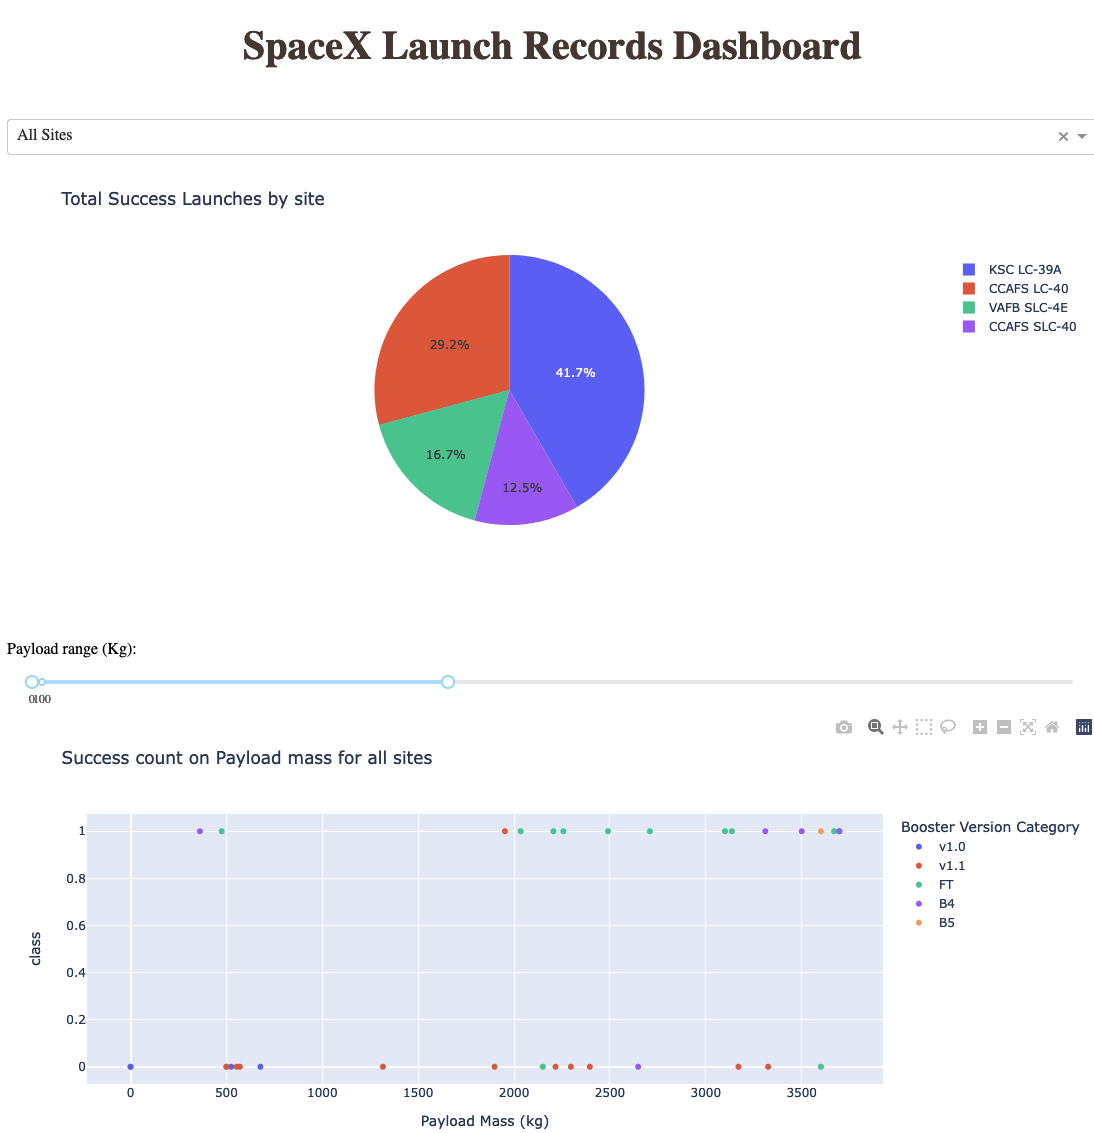 SpaceX Launch Records Dashboard
All Sites
Total Success Launches by site
KSC LC-39A
CCAFS LC-40
VAFB SLC-4E
CCAFS SLC-40
29.2%
41.7%
16.7%
12.5%
Payload range (Kg):
0100
Success count on Payload mass for all sites
Booster Version Category
v1.0
v1.1
FT
B4
B5
1
0.8
0.6
0.4
0.2
0
class
0 500 1000 1500 2000 2500 3000 3500
Payload Mass (kg)